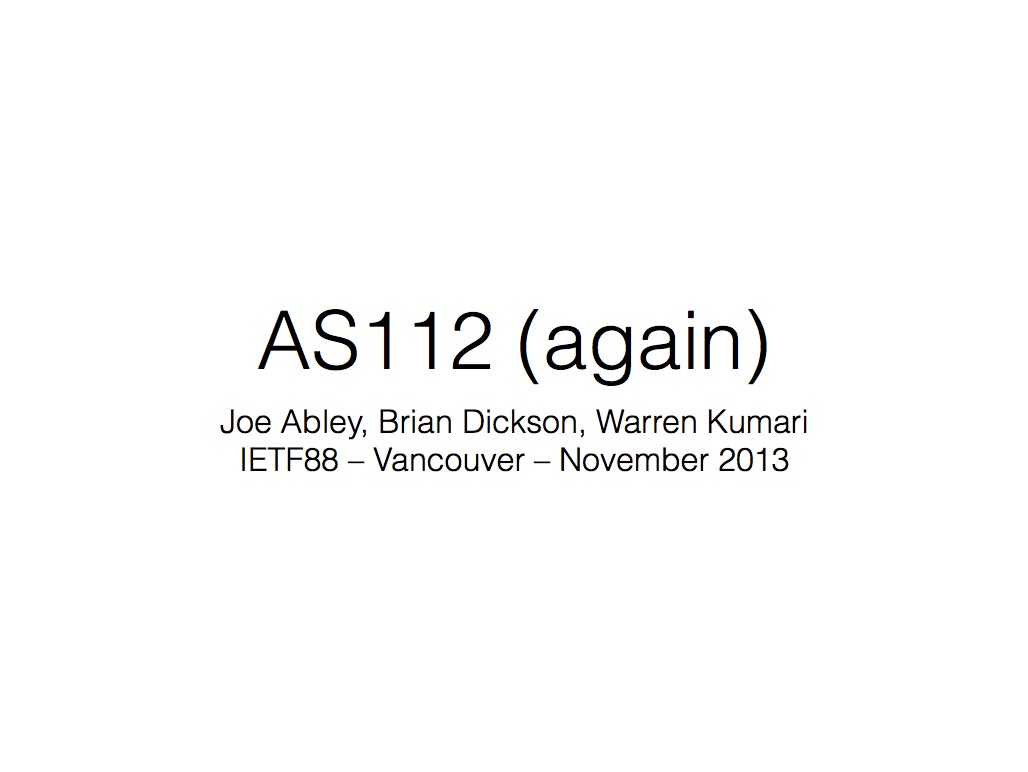 AS112 (again)
Joe Abley, Brian Dickson, Warren Kumari
IETF88 – Vancouver – November 2013